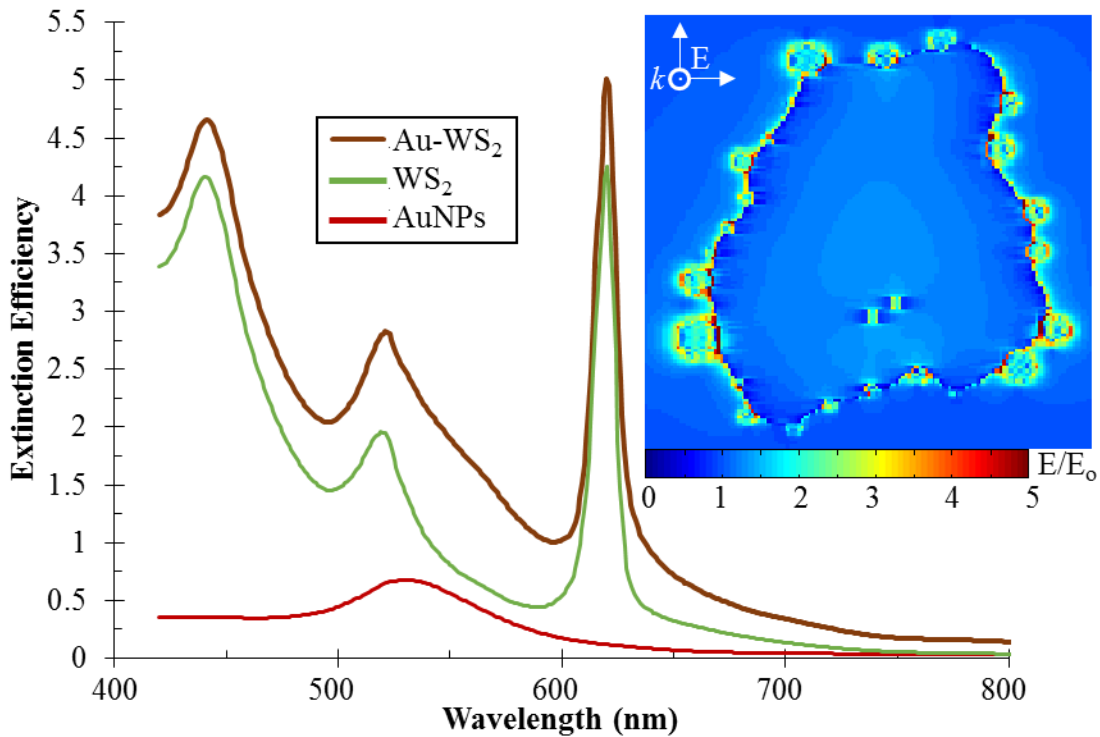 Extinction Efficiency
5.5
5
4.5
4
3.5
3
2.5
2
1.5
1
0.5
0
400 500 600 700 800
Wavelength (nm)
Au-WS₂
WS₂
AuNPs
E
k
0 1 2 3 4 5
E/Eₒ